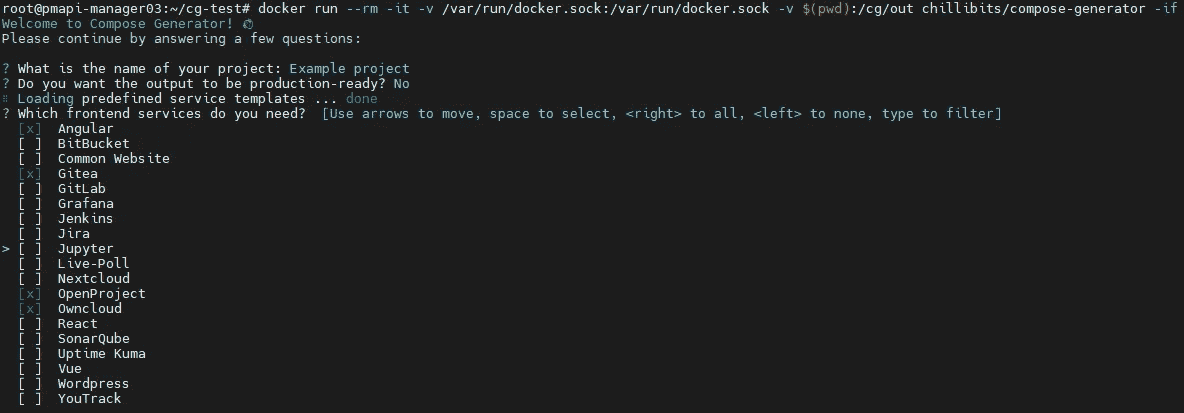 root@pmapi-manager03:~/cg-test# docker run --rm -it -v /var/run/docker.sock:/var/run/docker.sock -v $(pwd):/cg/out chillibits/compose-generator -if
Welcome to Compose Generator!
Please continue by answering a few questions:
? What is the name of your project: Example project
? Do you want the output to be production-ready? No
⠿ Loading predefined service templates ... done
? Which frontend services do you need?  [Use arrows to move, space to select, <right> to all, <left> to none, type to filter]
  [x]  Angular
  [ ]  BitBucket
  [ ]  Common Website
  [x]  Gitea
  [ ]  GitLab
  [ ]  Grafana
  [ ]  Jenkins
  [ ]  Jira
> [ ]  Jupyter
  [ ]  Live-Poll
  [ ]  Nextcloud
  [x]  OpenProject
  [x]  Owncloud
  [ ]  React
  [ ]  SonarQube
  [ ]  Uptime Kuma
  [ ]  Vue
  [ ]  Wordpress
  [ ]  YouTrack